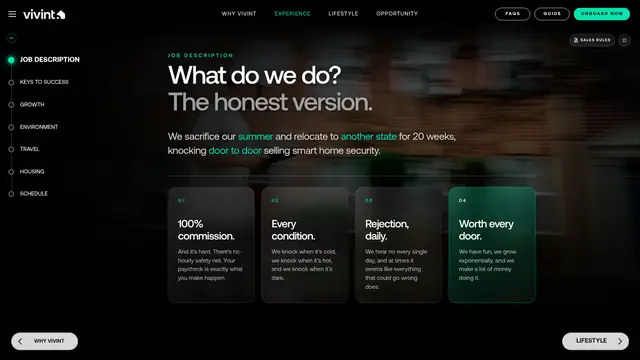 vivint
WHY VIVINT
EXPERIENCE
LIFESTYLE
OPPORTUNITY
FAQS
GUIDE
ONBOARD NOW
SALES RULES
JOB DESCRIPTION
KEYS TO SUCCESS
GROWTH
ENVIRONMENT
TRAVEL
HOUSING
SCHEDULE
JOB DESCRIPTION
What do we do?
The honest version.
We sacrifice our summer and relocate to another state for 20 weeks,
knocking door to door selling smart home security.
01
100%
commission.
And it's hard. There's no
hourly safety net. Your
paycheck is exactly what
you make happen.
02
Every
condition.
We knock when it's cold,
we knock when it's hot,
and we knock when it's
dark.
03
Rejection,
daily.
We hear no every single
day, and at times it
seems like everything
that could go wrong
does.
04
Worth every
door.
We have fun, we grow
exponentially, and we
make a lot of money
doing it.
WHY VIVINT
LIFESTYLE